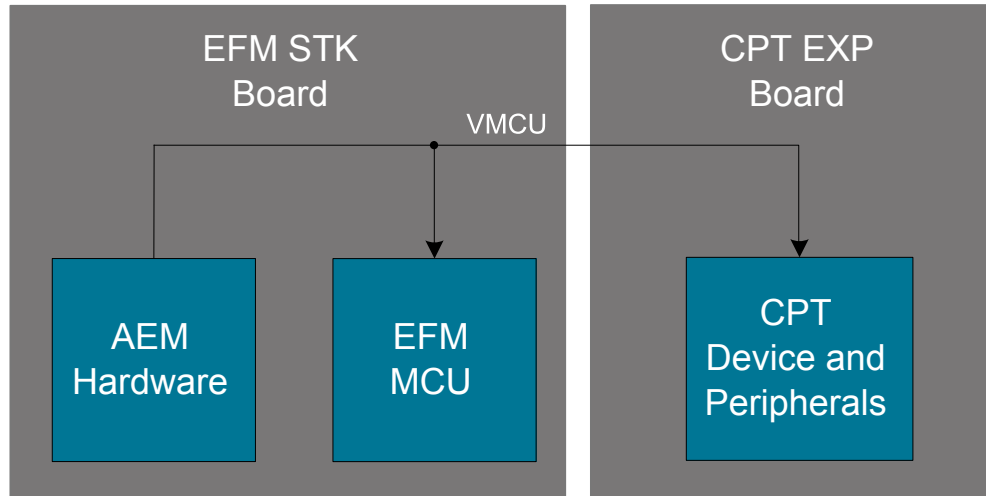 EFM STK
Board
CPT EXP
Board
VMCU
AEM
Hardware
EFM
MCU
CPT
Device and
Peripherals